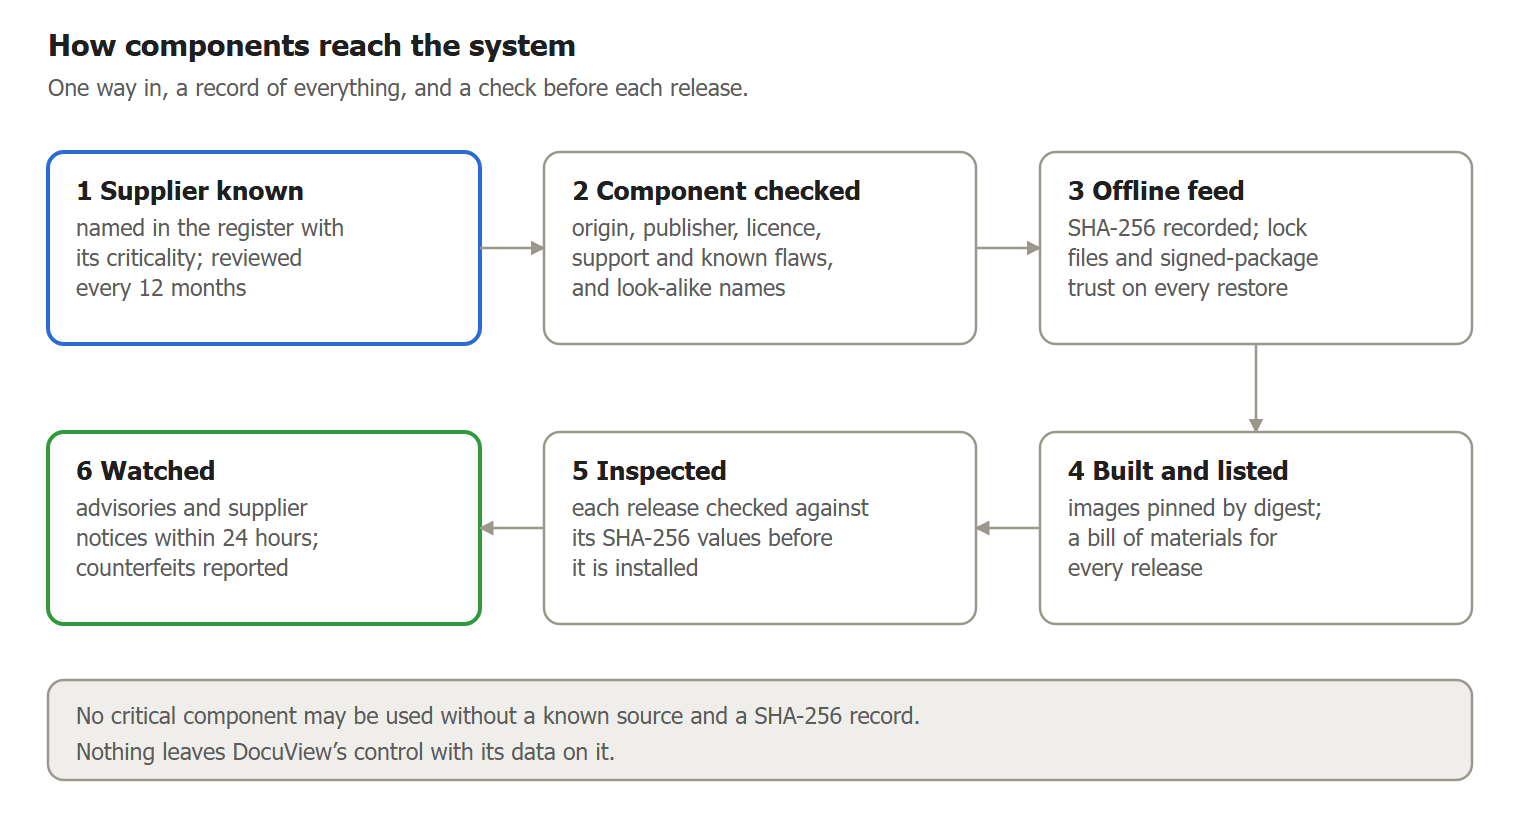 How components reach the system
One way in, a record of everything, and a check before each release.
1 Supplier known
named in the register with
its criticality; reviewed
every 12 months
2 Component checked
origin, publisher, licence,
support and known flaws,
and look-alike names
3 Offline feed
SHA-256 recorded; lock
files and signed-package
trust on every restore
4 Built and listed
images pinned by digest;
a bill of materials for
every release
5 Inspected
each release checked against
its SHA-256 values before
it is installed
6 Watched
advisories and supplier
notices within 24 hours;
counterfeits reported
No critical component may be used without a known source and a SHA-256 record.
Nothing leaves DocuView’s control with its data on it.